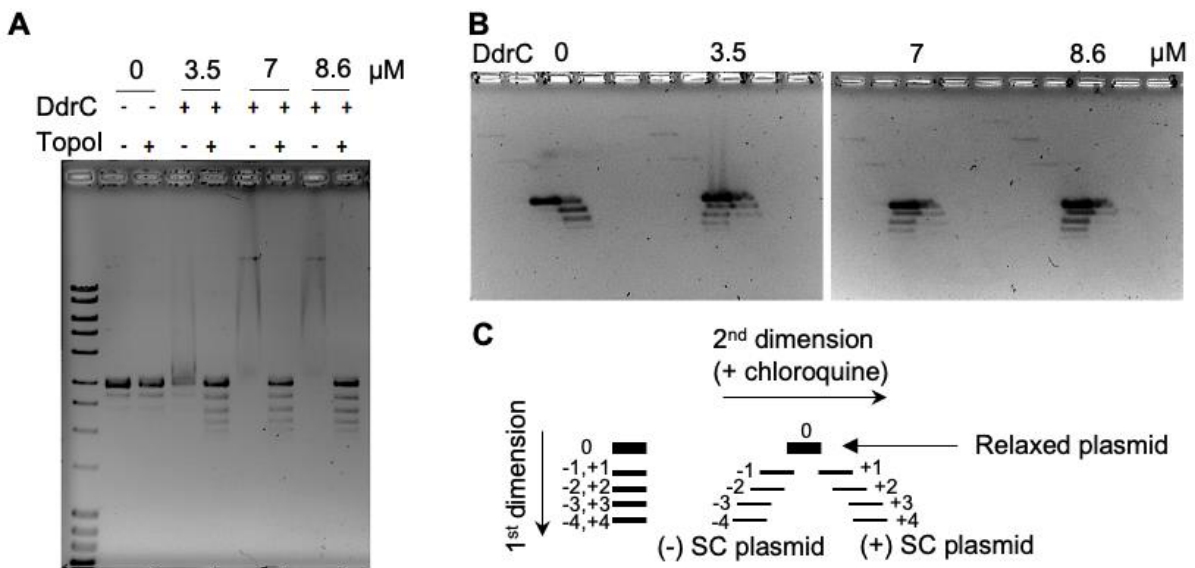 A
0 3.5 7 8.6 μM
DdrC - - + + + + + +
TopoI - + - + - + - +
B
DdrC 0 3.5 7 8.6 μM
C
2nd dimension
(+ chloroquine)
1st dimension
0
-1,+1
-2,+2
-3,+3
-4,+4
0
Relaxed plasmid
-1 +1
-2 +2
-3 +3
-4 +4
(-) SC plasmid (+) SC plasmid